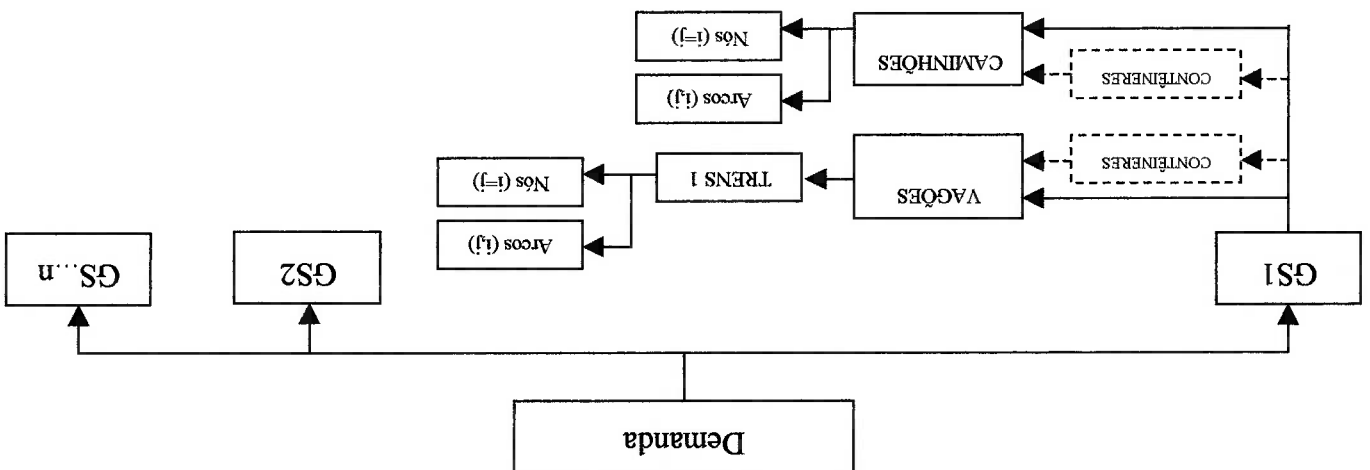 Demanda
GS1
GS2
GS...n
VAGÕES
CONTÊINERES
TRENS 1
Arcos (i,j)
Nós (i=j)
CONTÊINERES
CAMINHÕES
Arcos (i,j)
Nós (i=j)